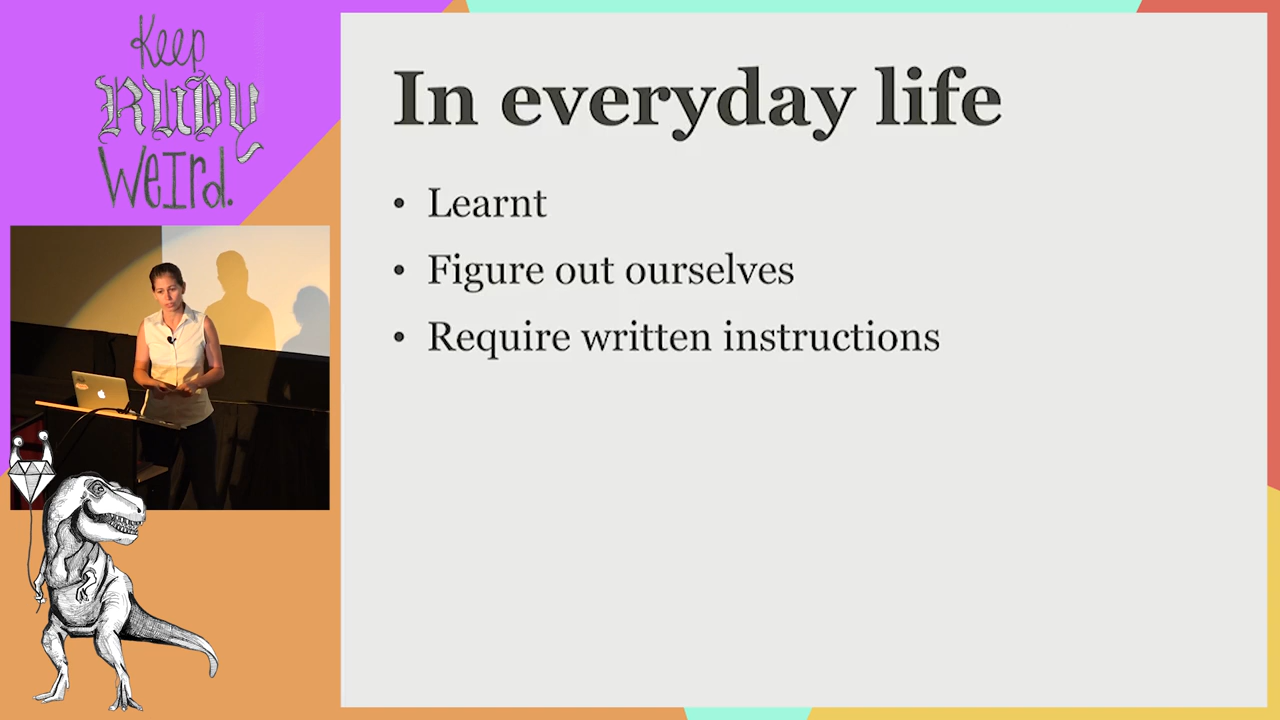 Keep
RUBY
Weird.
In everyday life
• Learnt
• Figure out ourselves
• Require written instructions